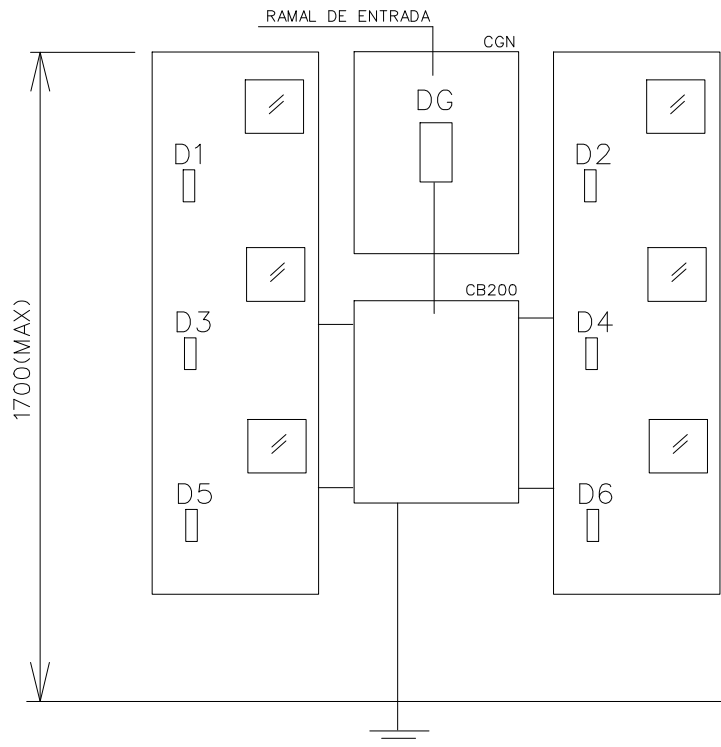 RAMAL DE ENTRADA
CGN
DG
D1
D2
CB200
D3
D4
1700(MAX)
D5
D6